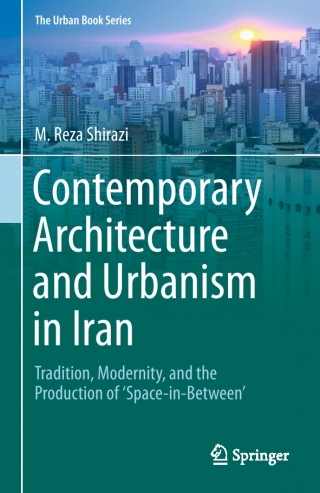 The Urban Book Series
M. Reza Shirazi
Contemporary
Architecture
and Urbanism
in Iran
Tradition, Modernity, and the
Production of ‘Space-in-Between’
Springer